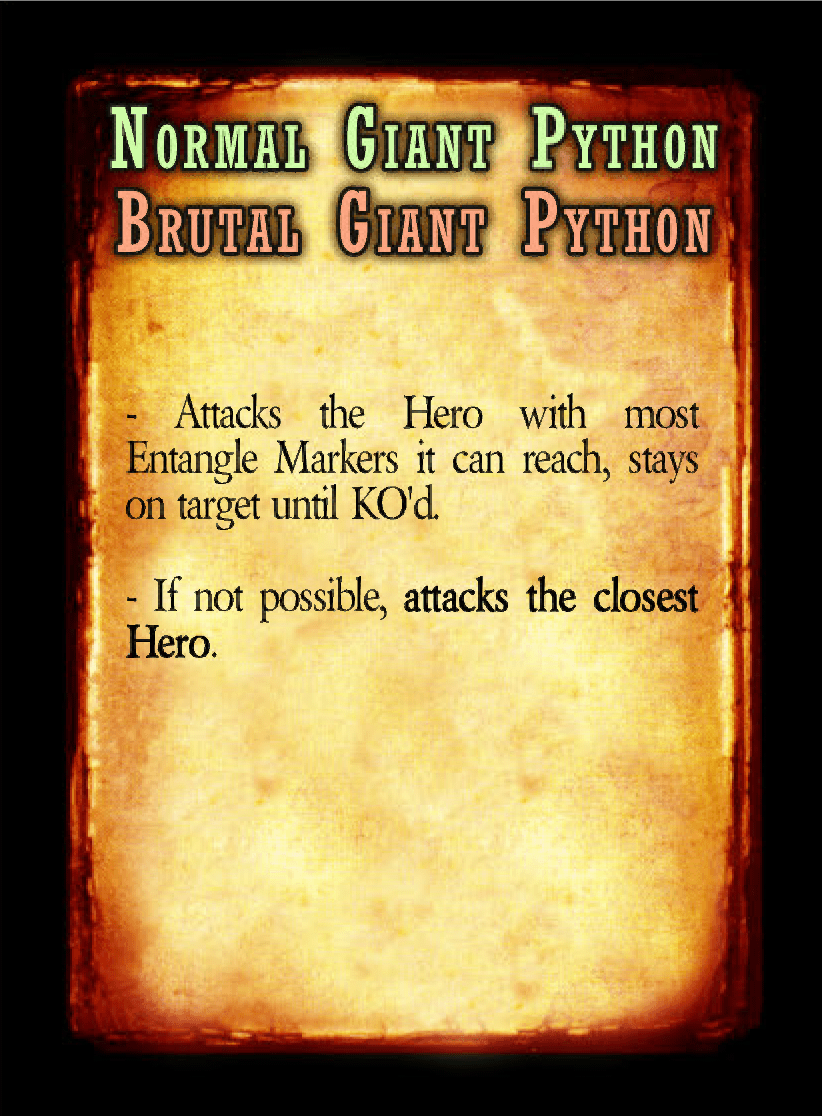 Normal Giant Python
Brutal Giant Python
- Attacks the Hero with most
Entangle Markers it can reach, stays
on target until KO'd.
- If not possible, attacks the closest
Hero.